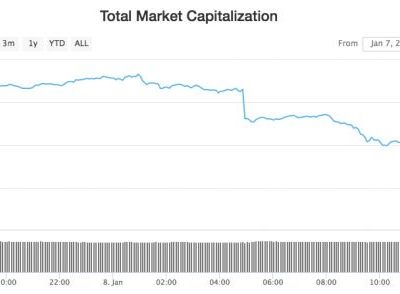 Total Market Capitalization
3m 1y YTD ALL
From Jan 7, 2
0:00 22:00 8. Jan 02:00 04:00 06:00 08:00 10:00